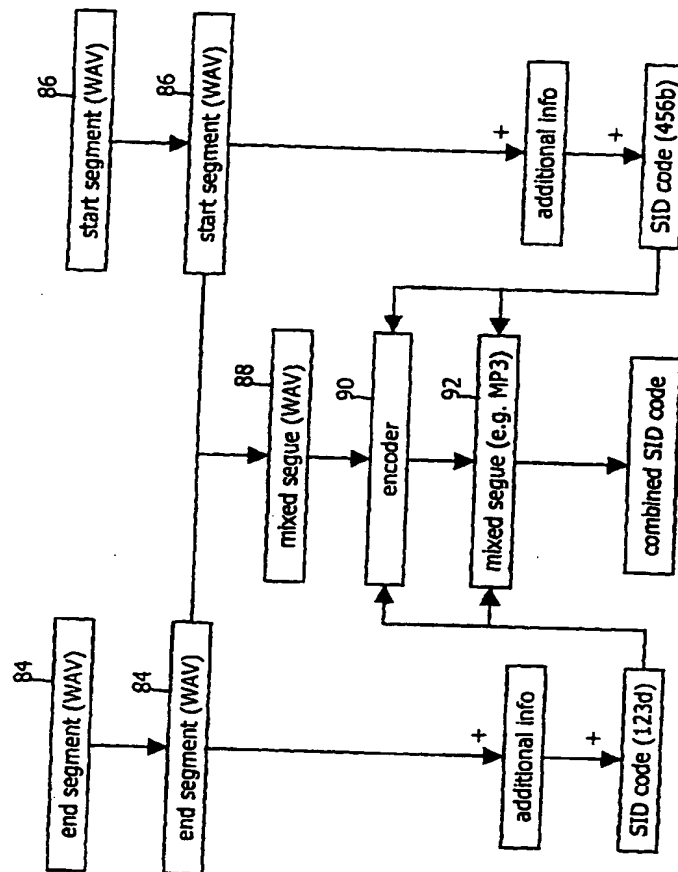 84
end segment (WAV)
84
end segment (WAV)
+
additional info
+
SID code (123d)
88
mixed segue (WAV)
90
encoder
92
mixed segue (e.g. MP3)
combined SID code
86
start segment (WAV)
86
start segment (WAV)
+
additional info
+
SID code (456b)